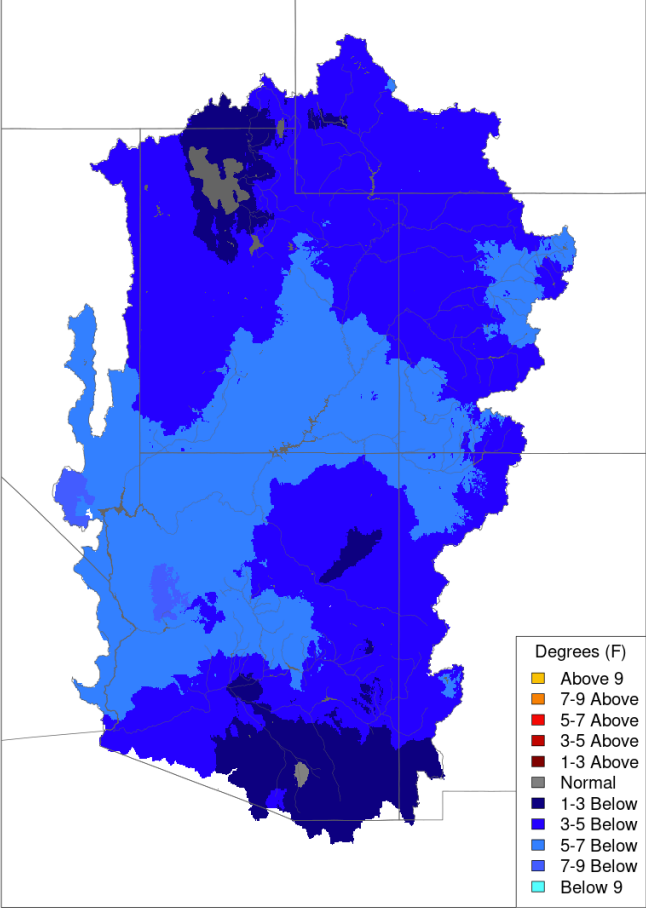 Degrees (F)
Above 9
7-9 Above
5-7 Above
3-5 Above
1-3 Above
Normal
1-3 Below
3-5 Below
5-7 Below
7-9 Below
Below 9